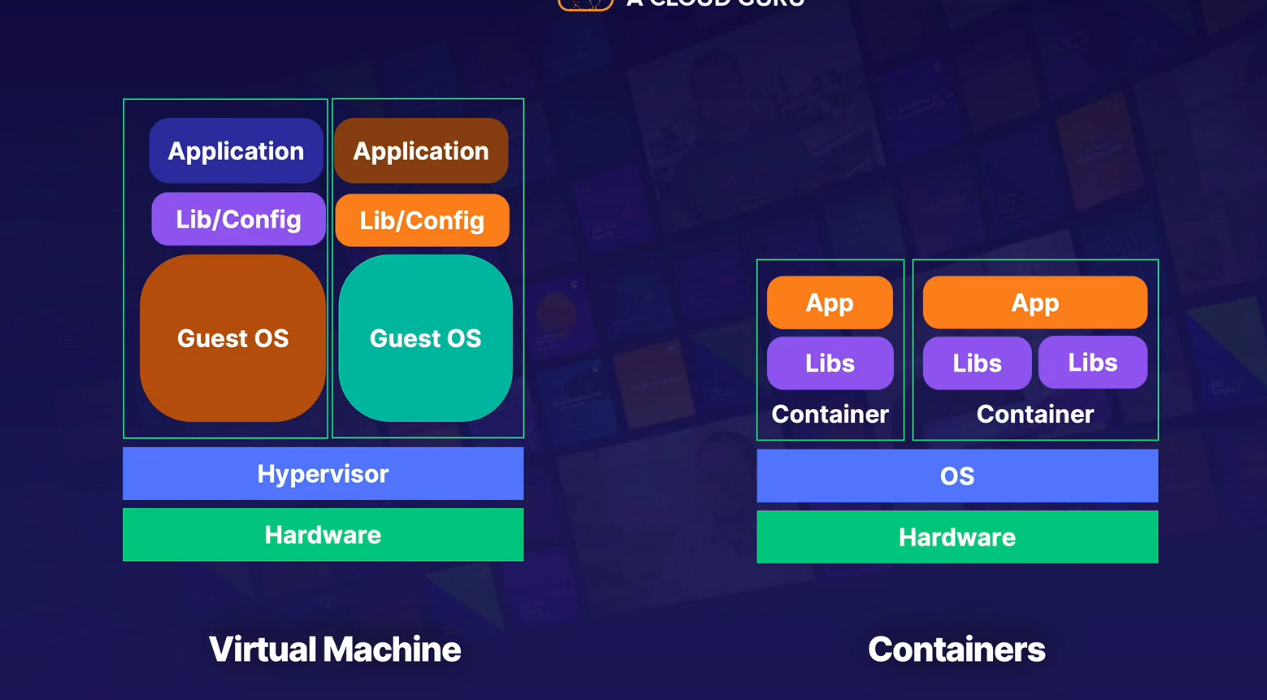 A CLOUD GURU
Application
Application
Lib/Config
Lib/Config
Guest OS
Guest OS
Hypervisor
Hardware
Virtual Machine
App
App
Libs
Libs
Libs
Container
Container
OS
Hardware
Containers